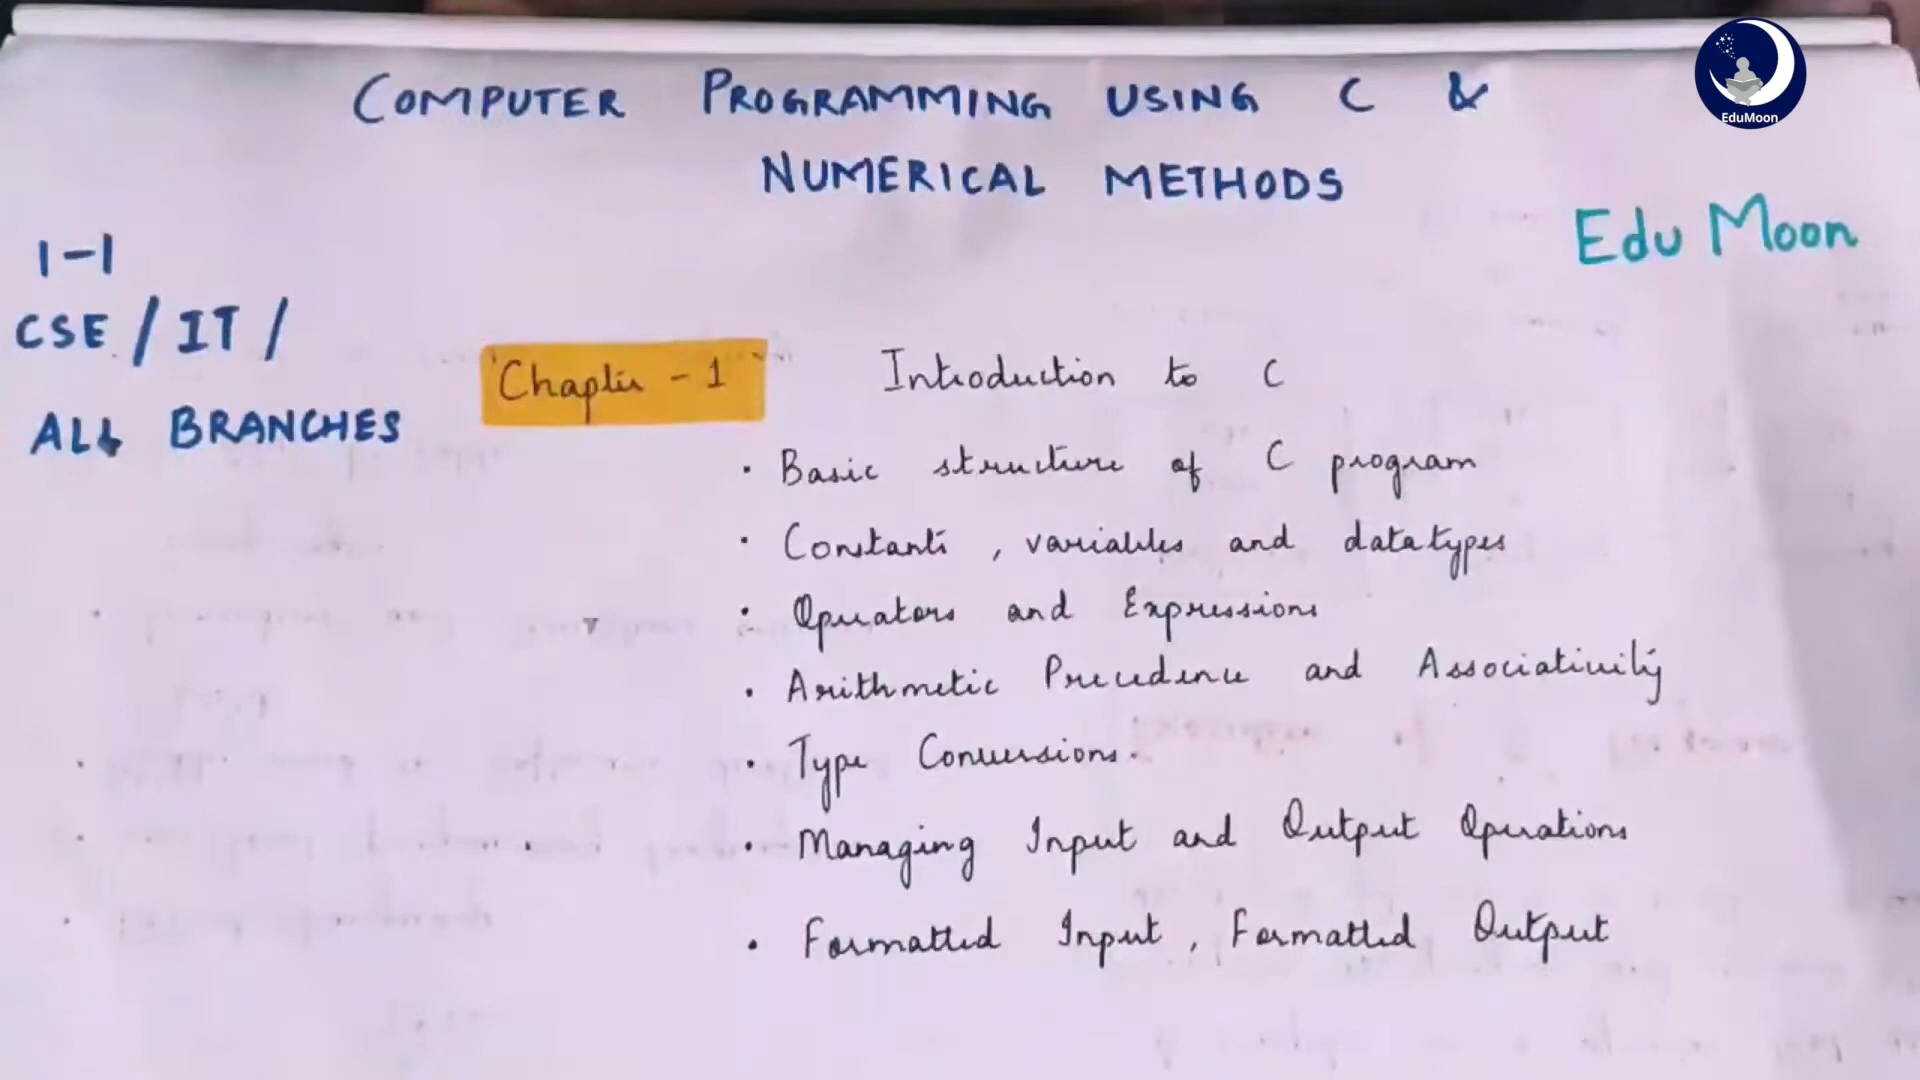 COMPUTER PROGRAMMING USING C &
NUMERICAL METHODS
EduMoon
Edu Moon
1-1
CSE / IT /
ALL BRANCHES
Chapter - 1 Introduction to C
• Basic structure of C program
• Constants, variables and datatypes
• Operators and Expressions
• Arithmetic Precedence and Associativity
• Type Conversions.
• Managing Input and Output Operations
• Formatted Input, Formatted Output